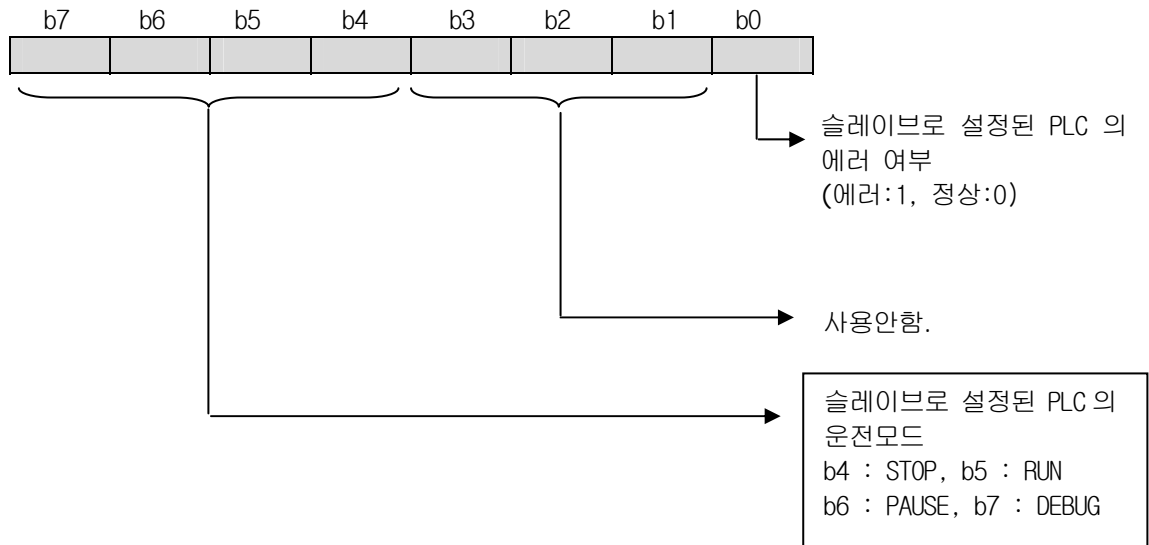 b7 b6 b5 b4 b3 b2 b1 b0
슬레이브로 설정된 PLC 의
에러 여부
(에러:1, 정상:0)
사용안함.
슬레이브로 설정된 PLC 의
운전모드
b4 : STOP, b5 : RUN
b6 : PAUSE, b7 : DEBUG